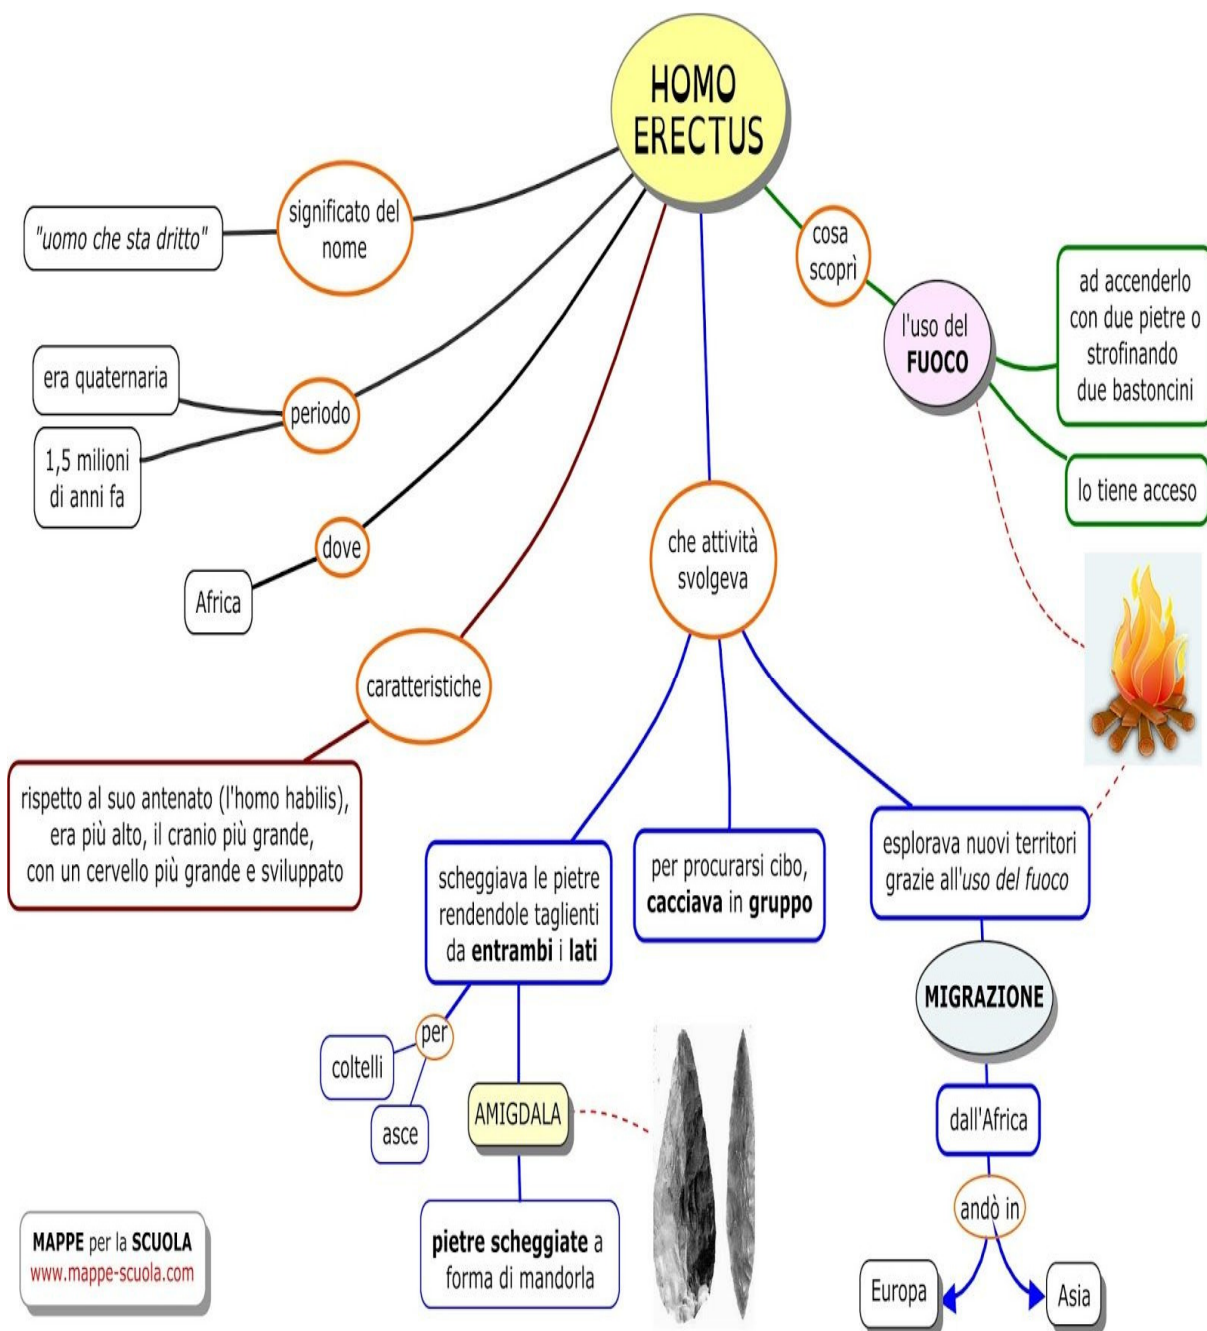 HOMO
ERECTUS
significato del
nome
"uomo che sta dritto"
periodo
era quaternaria
1,5 milioni
di anni fa
dove
Africa
caratteristiche
rispetto al suo antenato (l'homo habilis),
era più alto, il cranio più grande,
con un cervello più grande e sviluppato
che attività
svolgeva
scheggiava le pietre
rendendole taglienti
da entrambi i lati
per
coltelli
asce
AMIGDALA
pietre scheggiate a
forma di mandorla
per procurarsi cibo,
cacciava in gruppo
esplorava nuovi territori
grazie all'uso del fuoco
MIGRAZIONE
dall'Africa
andò in
Europa
Asia
cosa
scoprì
l'uso del
FUOCO
ad accenderlo
con due pietre o
strofinando
due bastoncini
lo tiene acceso
MAPPE per la SCUOLA
www.mappe-scuola.com